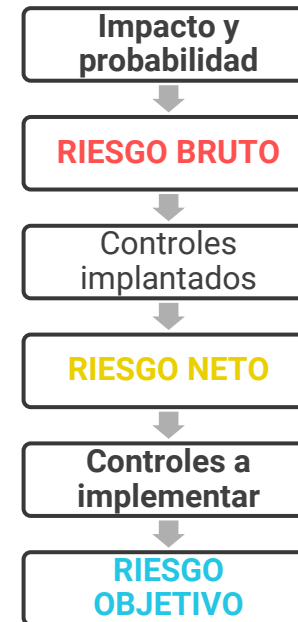 Impacto y
probabilidad
RIESGO BRUTO
Controles
implantados
RIESGO NETO
Controles a
implementar
RIESGO
OBJETIVO